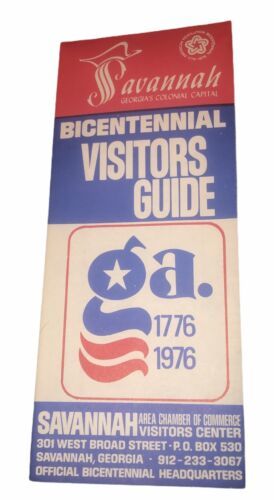 Savannah
GEORGIA'S COLONIAL CAPITAL
BICENTENNIAL
VISITORS
GUIDE
ga.
1776
1976
SAVANNAH AREA CHAMBER OF COMMERCE
VISITORS CENTER
301 WEST BROAD STREET · P.O. BOX 530
SAVANNAH, GEORGIA · 912-233-3067
OFFICIAL BICENTENNIAL HEADQUARTERS